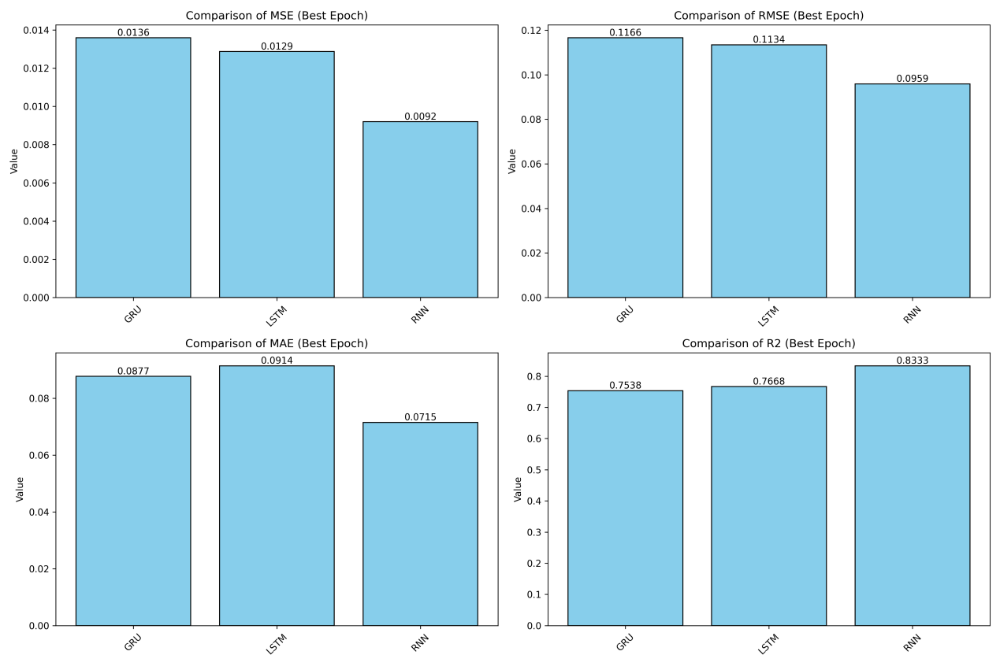 Comparison of MSE (Best Epoch)
0.014
0.012
0.010
0.008
0.006
0.004
0.002
0.000
Value
0.0136
0.0129
0.0092
GRU
LSTM
RNN
Comparison of RMSE (Best Epoch)
0.12
0.10
0.08
0.06
0.04
0.02
0.00
Value
0.1166
0.1134
0.0959
GRU
LSTM
RNN
Comparison of MAE (Best Epoch)
0.08
0.06
0.04
0.02
0.00
Value
0.0877
0.0914
0.0715
GRU
LSTM
RNN
Comparison of R2 (Best Epoch)
0.8
0.7
0.6
0.5
0.4
0.3
0.2
0.1
0.0
Value
0.7538
0.7668
0.8333
GRU
LSTM
RNN